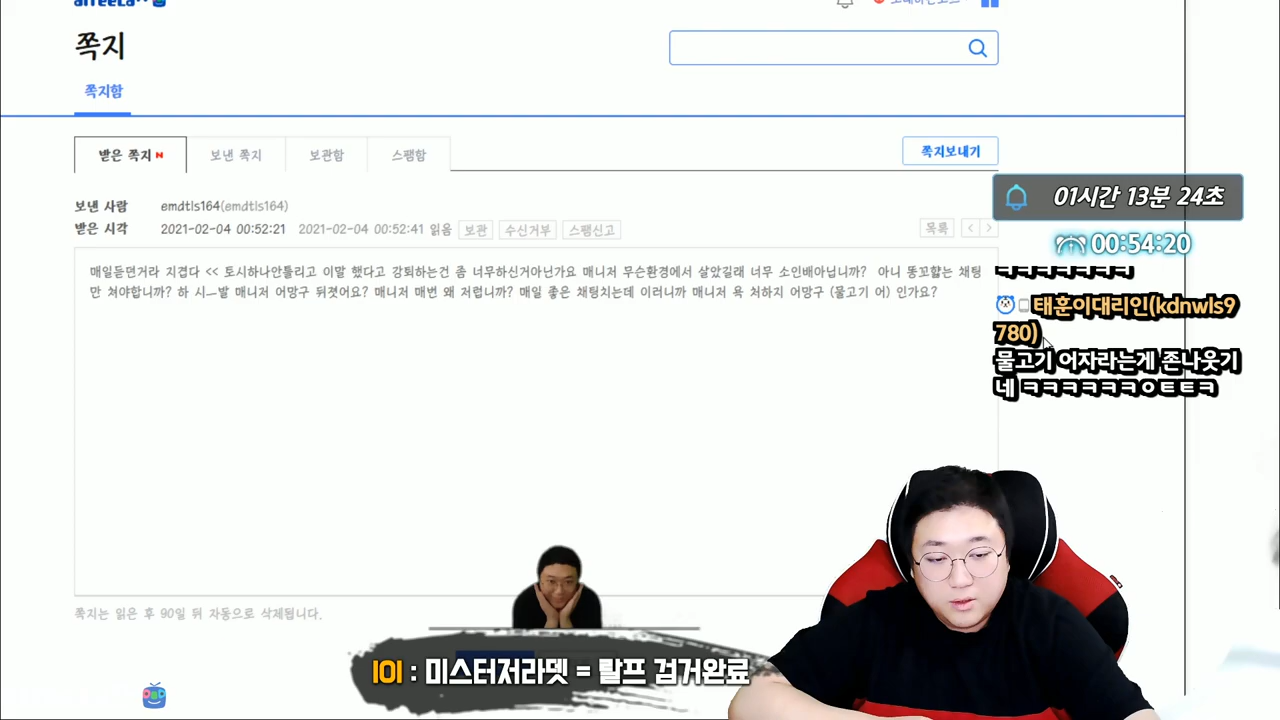 afreecaTV
쪽지
쪽지함
받은 쪽지 N
보낸 쪽지
보관함
스팸함
쪽지보내기
보낸 사람 emdtls164(emdtls164)
받은 시각 2021-02-04 00:52:21 2021-02-04 00:52:41 읽음 보관 수신거부 스팸신고
목록 < >
매일듣던거라 지겹다 << 토시하나안틀리고 이말 했다고 강퇴하는건 좀 너무하신거아닌가요 매니저 무슨환경에서 살았길래 너무 소인배아닙니까? 아니 똥꼬햝는 채팅
만 쳐야합니까? 하 시—발 매니저 어망구 뒤졋어요? 매니저 매번 왜 저럽니까? 매일 좋은 채팅치는데 이러니까 매니저 욕 처하지 어망구 (물고기 어) 인가요?
01시간 13분 24초
00:54:20
ㅋㅋㅋㅋㅋㅋㅋ
태훈이대리인(kdnwls9
780)
물고기 어자라는게 존나웃기
네 ㅋㅋㅋㅋㅋㅋㅇㅌㅌㅋ
쪽지는 읽은 후 90일 뒤 자동으로 삭제됩니다.
101 : 미스터저라뎃 = 랄프 검거완료